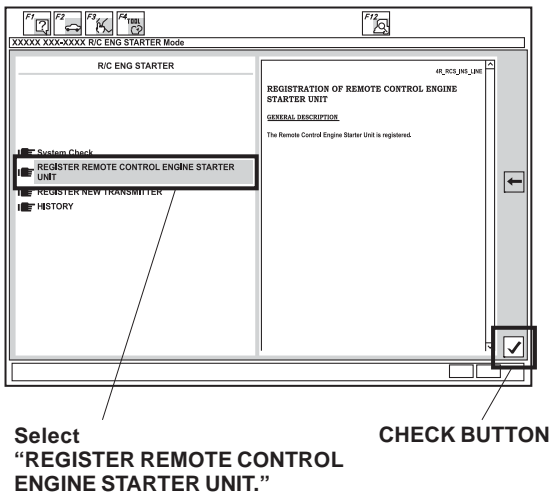 F1 F2 F3 F4 TOOL F12
XXXXX XXX-XXXX R/C ENG STARTER Mode
R/C ENG STARTER
System Check
REGISTER REMOTE CONTROL ENGINE STARTER
UNIT
REGISTER NEW TRANSMITTER
HISTORY
4R_RCS_INS_LINE
REGISTRATION OF REMOTE CONTROL ENGINE
STARTER UNIT
GENERAL DESCRIPTION
The Remote Control Engine Starter Unit is registered.
Select
“REGISTER REMOTE CONTROL
ENGINE STARTER UNIT.”
CHECK BUTTON